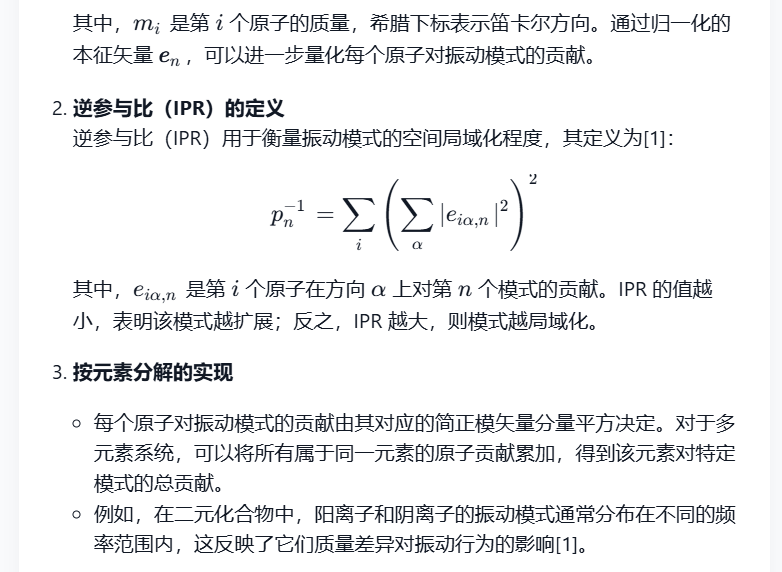 其中，m_i 是第 i 个原子的质量，希腊下标表示笛卡尔方向。通过归一化的
本征矢量 e_n ，可以进一步量化每个原子对振动模式的贡献。
2. 逆参与比（IPR）的定义
逆参与比（IPR）用于衡量振动模式的空间局域化程度，其定义为[1]：
p_n^{-1} = \sum_i \left( \sum_α |e_{iα,n}|^2 \right)^2
其中，e_{iα,n} 是第 i 个原子在方向 α 上对第 n 个模式的贡献。IPR 的值越
小，表明该模式越扩展；反之，IPR 越大，则模式越局域化。
3. 按元素分解的实现
◦ 每个原子对振动模式的贡献由其对应的简正模矢量分量平方决定。对于多
元素系统，可以将所有属于同一元素的原子贡献累加，得到该元素对特定
模式的总贡献。
◦ 例如，在二元化合物中，阳离子和阴离子的振动模式通常分布在不同的频
率范围内，这反映了它们质量差异对振动行为的影响[1]。